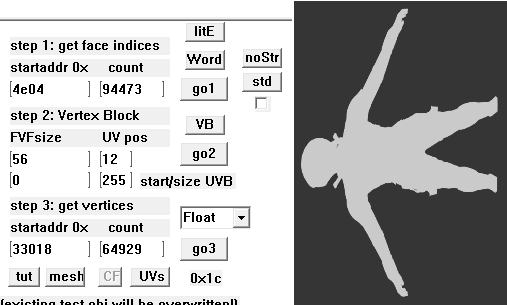 litE
step 1: get face indices
Word noStr
startaddr 0x count
std
4e04 94473 go1
step 2: Vertex Block
VB
FVFsize UV pos
56 12 go2
0 255 start/size UVB
step 3: get vertices
Float
startaddr 0x count
33018 64929 go3
tut mesh CF UVs 0x1c
(existing test.obj will be overwritten!)